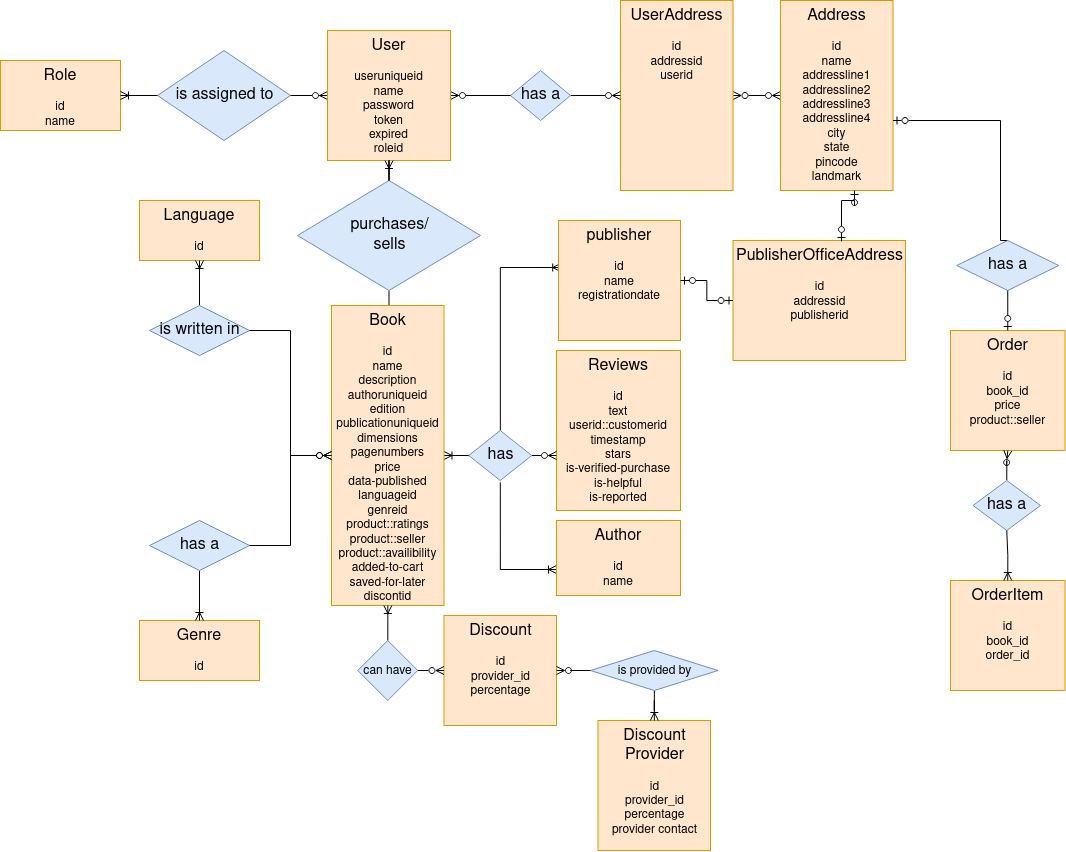 Role
id
name
is assigned to
User
useruniqueid
name
password
token
expired
roleid
has a
UserAddress
id
addressid
userid
Address
id
name
addressline1
addressline2
addressline3
addressline4
city
state
pincode
landmark
Language
id
purchases/
sells
publisher
id
name
registrationdate
PublisherOfficeAddress
id
addressid
publisherid
has a
is written in
Book
id
name
description
authoruniqueid
edition
publicationuniqueid
dimensions
pagenumbers
price
data-published
languageid
genreid
product::ratings
product::seller
product::availibility
added-to-cart
saved-for-later
discontid
has
Reviews
id
text
userid::customerid
timestamp
stars
is-verified-purchase
is-helpful
is-reported
Order
id
book_id
price
product::seller
has a
has a
Author
id
name
Genre
id
can have
Discount
id
provider_id
percentage
is provided by
OrderItem
id
book_id
order_id
Discount
Provider
id
provider_id
percentage
provider contact